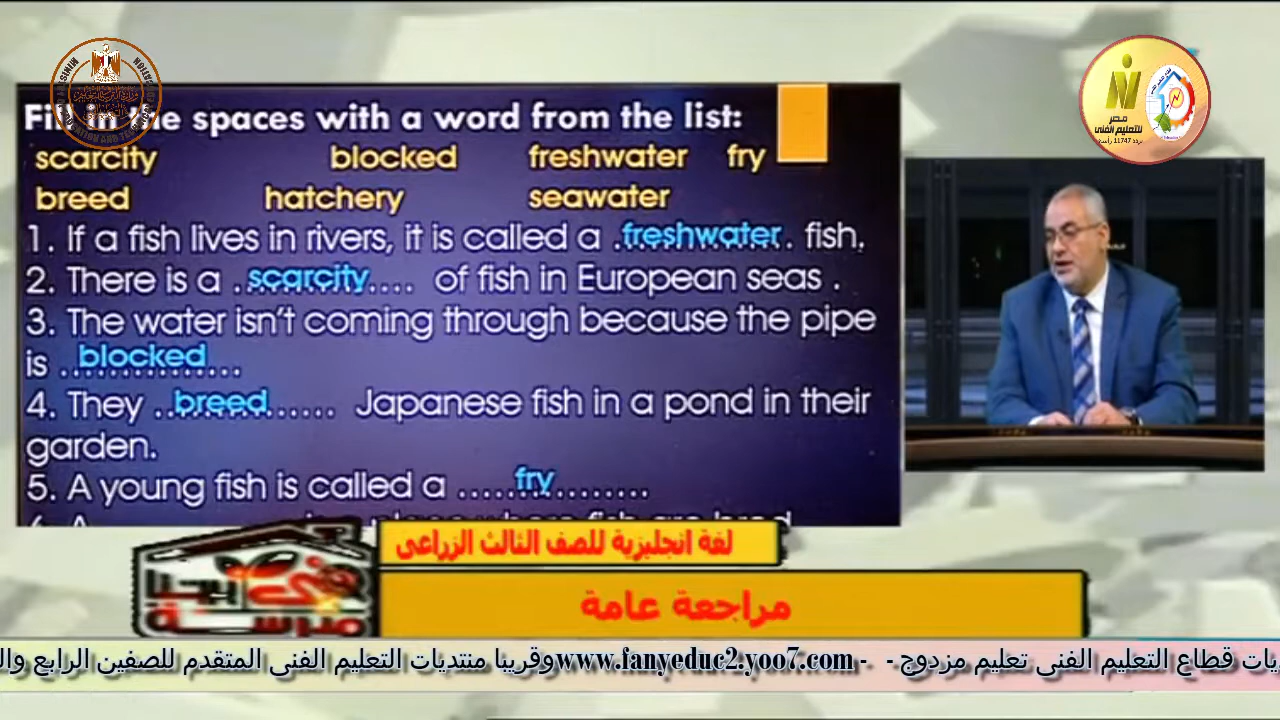 Fill in the spaces with a word from the list:
scarcity blocked freshwater fry
breed hatchery seawater
1. If a fish lives in rivers, it is called a .freshwater. fish.
2. There is a .scarcity.... of fish in European seas .
3. The water isn't coming through because the pipe
is ..blocked...
4. They ..breed...... Japanese fish in a pond in their
garden.
5. A young fish is called a .....fry.........
مصر
للتعليم الفنى
لغة انجليزية للصف الثالث الزراعى
مراجعة عامة
يات قطاع التعليم الفنى تعليم مزدوج - - www.fanyeduc2.yoo7.com وقريبا منتديات التعليم الفنى المتقدم للصفين الرابع وال